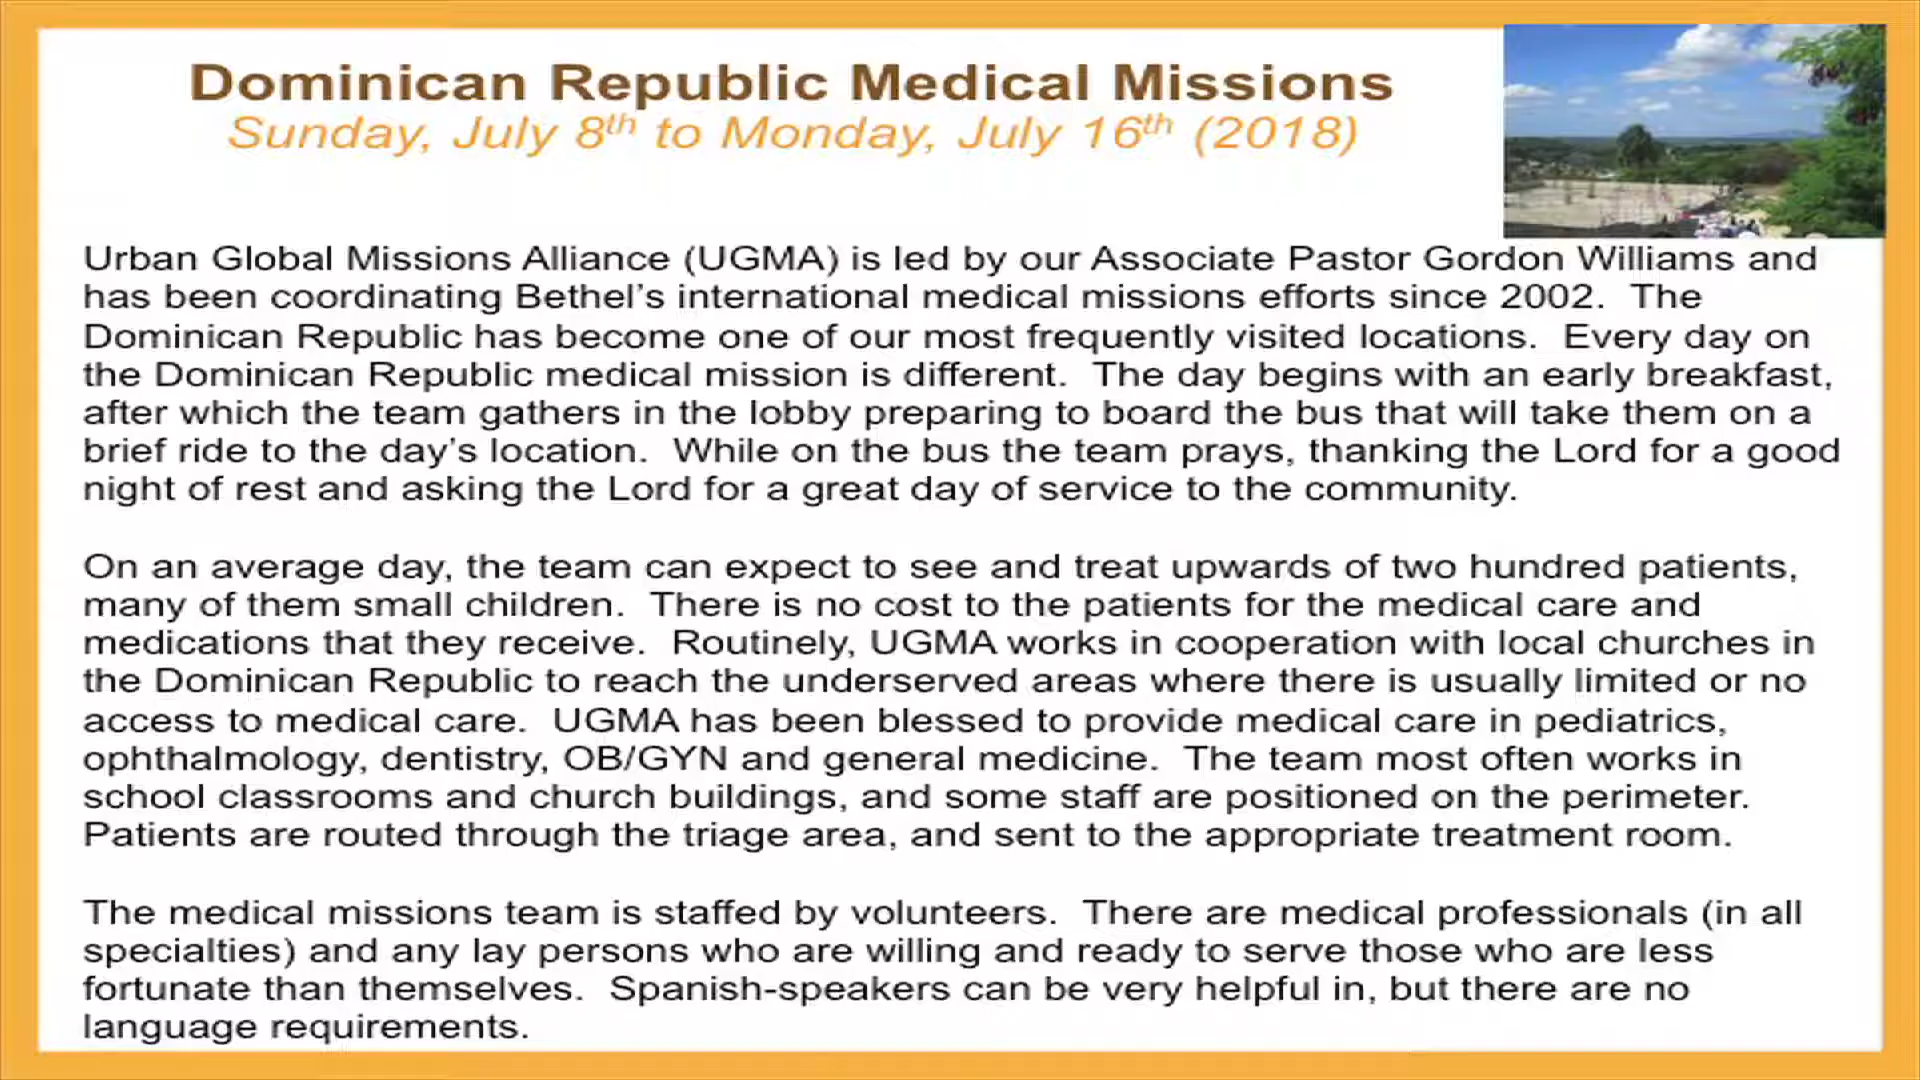 Dominican Republic Medical Missions
Sunday, July 8th to Monday, July 16th (2018)
Urban Global Missions Alliance (UGMA) is led by our Associate Pastor Gordon Williams and
has been coordinating Bethel’s international medical missions efforts since 2002.  The
Dominican Republic has become one of our most frequently visited locations.  Every day on
the Dominican Republic medical mission is different.  The day begins with an early breakfast,
after which the team gathers in the lobby preparing to board the bus that will take them on a
brief ride to the day’s location.  While on the bus the team prays, thanking the Lord for a good
night of rest and asking the Lord for a great day of service to the community.
On an average day, the team can expect to see and treat upwards of two hundred patients,
many of them small children.  There is no cost to the patients for the medical care and
medications that they receive.  Routinely, UGMA works in cooperation with local churches in
the Dominican Republic to reach the underserved areas where there is usually limited or no
access to medical care.  UGMA has been blessed to provide medical care in pediatrics,
ophthalmology, dentistry, OB/GYN and general medicine.  The team most often works in
school classrooms and church buildings, and some staff are positioned on the perimeter.
Patients are routed through the triage area, and sent to the appropriate treatment room.
The medical missions team is staffed by volunteers.  There are medical professionals (in all
specialties) and any lay persons who are willing and ready to serve those who are less
fortunate than themselves.  Spanish-speakers can be very helpful in, but there are no
language requirements.